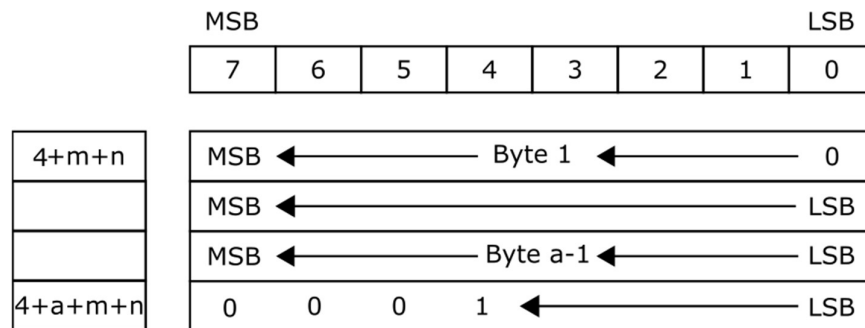 MSB LSB
7 6 5 4 3 2 1 0
4+m+n MSB Byte 1 0
MSB LSB
MSB Byte a-1 LSB
4+a+m+n 0 0 0 1 LSB